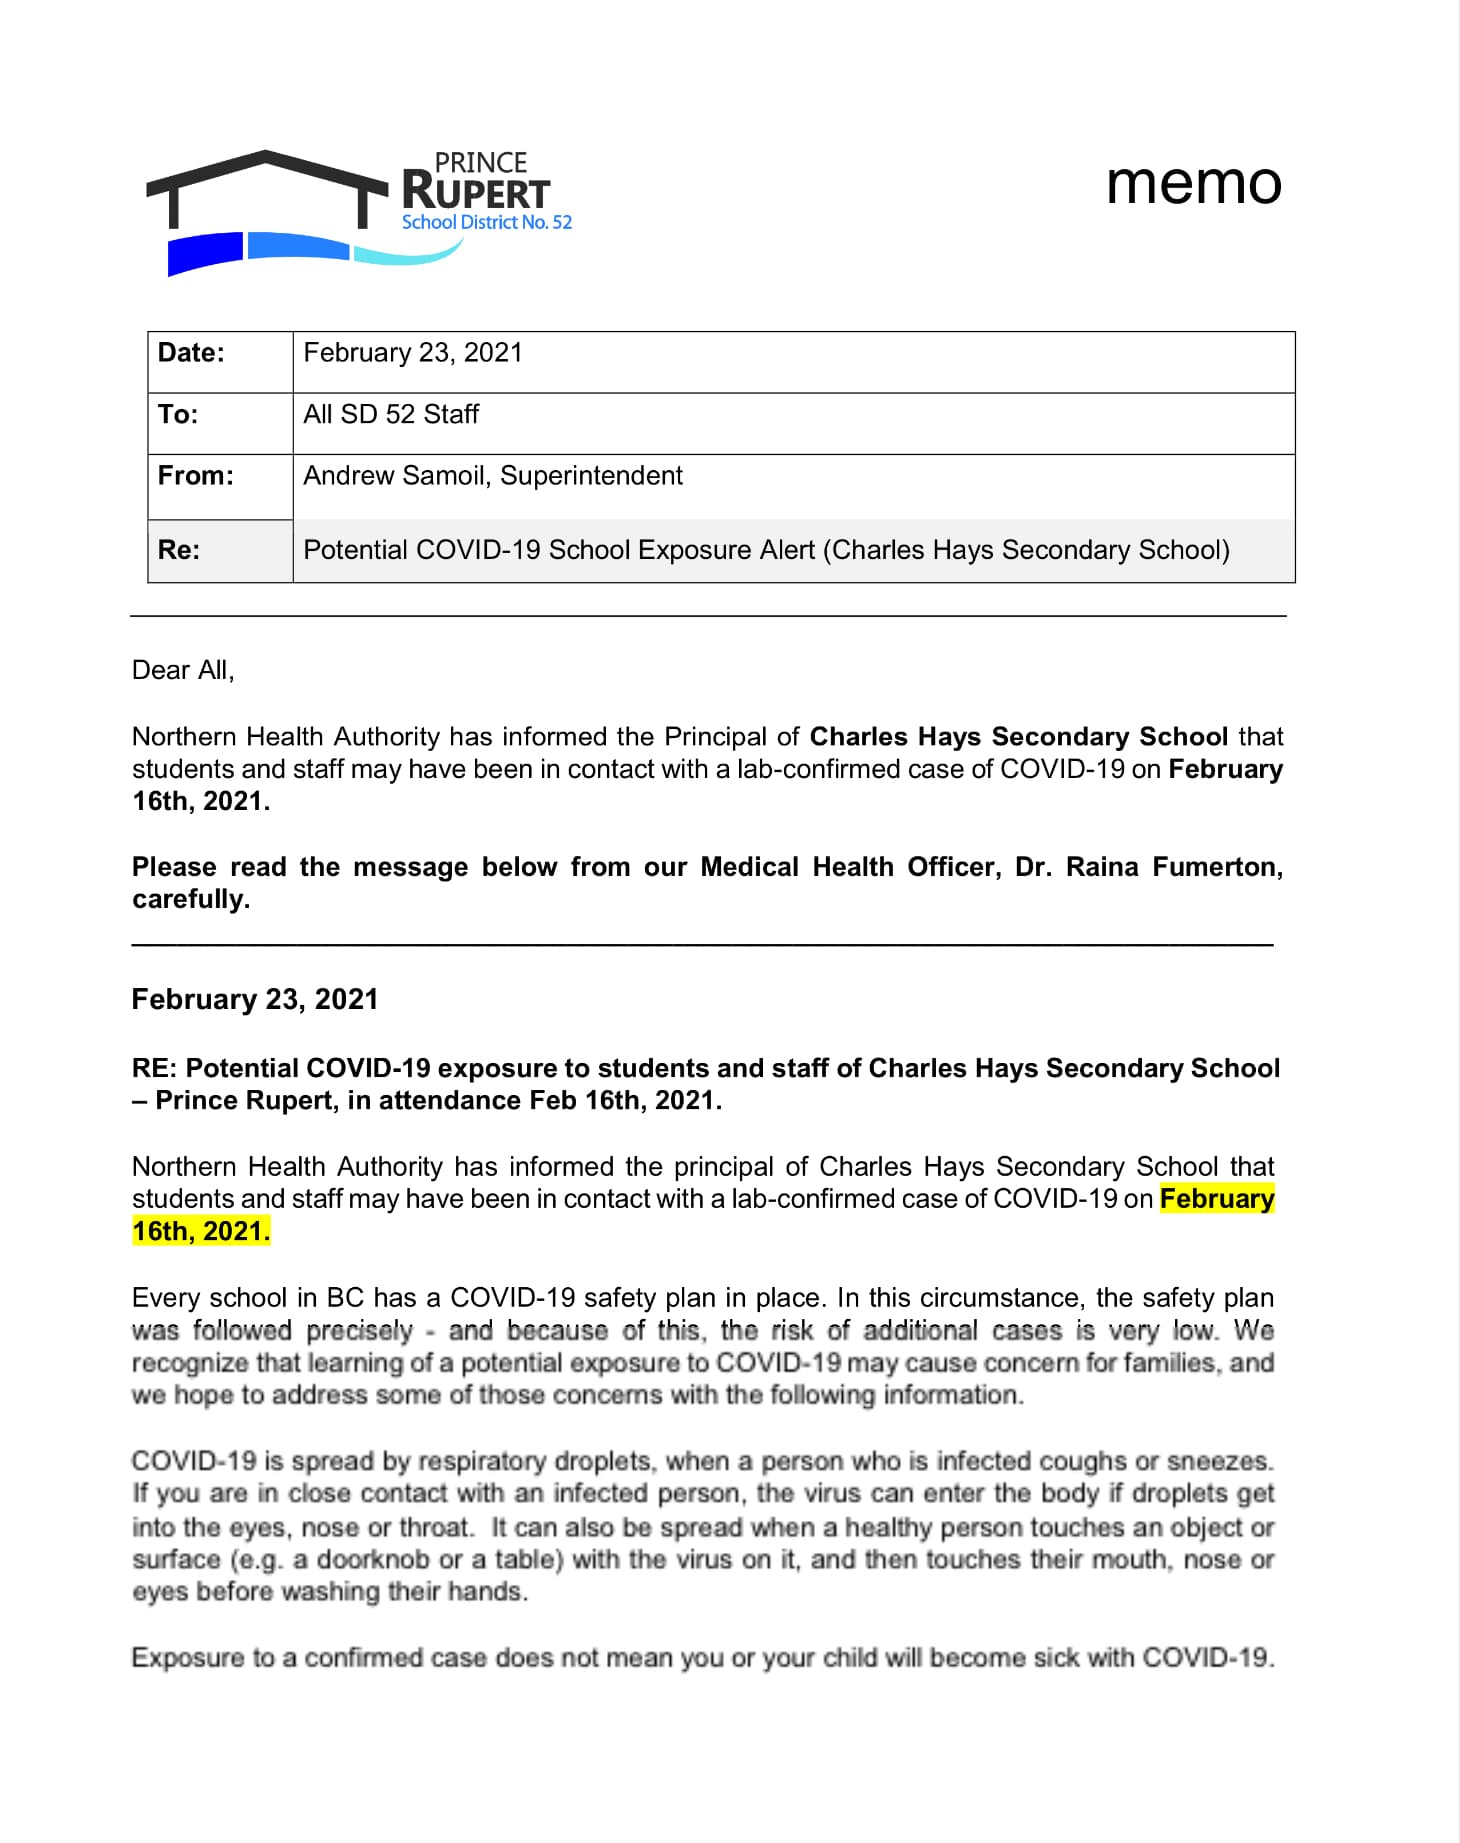 PRINCE
RUPERT
School District No. 52
memo
Date: February 23, 2021
To: All SD 52 Staff
From: Andrew Samoil, Superintendent
Re: Potential COVID-19 School Exposure Alert (Charles Hays Secondary School)
Dear All,
Northern Health Authority has informed the Principal of Charles Hays Secondary School that
students and staff may have been in contact with a lab-confirmed case of COVID-19 on February
16th, 2021.
Please read the message below from our Medical Health Officer, Dr. Raina Fumerton,
carefully.
February 23, 2021
RE: Potential COVID-19 exposure to students and staff of Charles Hays Secondary School
– Prince Rupert, in attendance Feb 16th, 2021.
Northern Health Authority has informed the principal of Charles Hays Secondary School that
students and staff may have been in contact with a lab-confirmed case of COVID-19 on February
16th, 2021.
Every school in BC has a COVID-19 safety plan in place. In this circumstance, the safety plan
was followed precisely - and because of this, the risk of additional cases is very low. We
recognize that learning of a potential exposure to COVID-19 may cause concern for families, and
we hope to address some of those concerns with the following information.
COVID-19 is spread by respiratory droplets, when a person who is infected coughs or sneezes.
If you are in close contact with an infected person, the virus can enter the body if droplets get
into the eyes, nose or throat. It can also be spread when a healthy person touches an object or
surface (e.g. a doorknob or a table) with the virus on it, and then touches their mouth, nose or
eyes before washing their hands.
Exposure to a confirmed case does not mean you or your child will become sick with COVID-19.